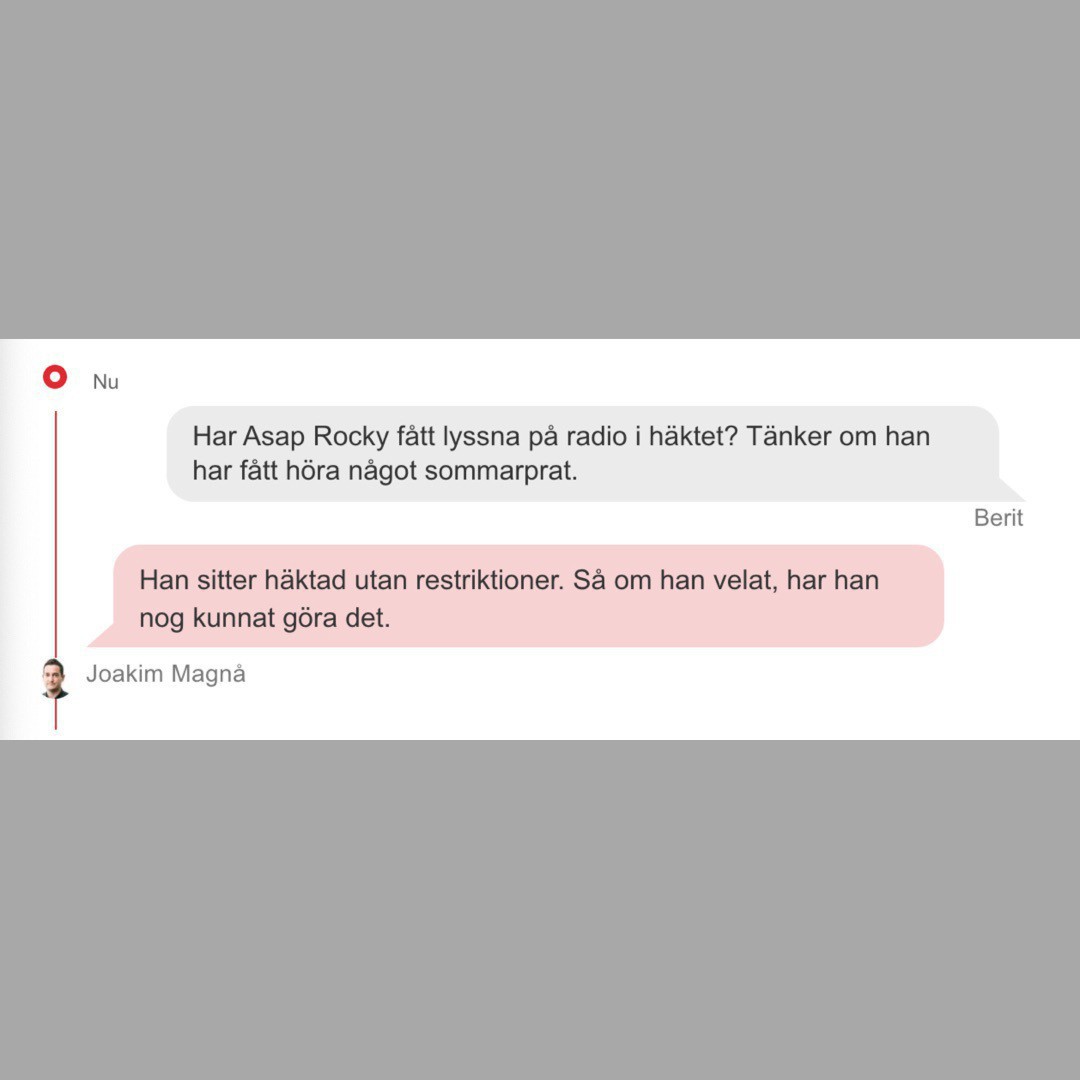 Nu
Har Asap Rocky fått lyssna på radio i häktet? Tänker om han
har fått höra något sommarprat.
Berit
Han sitter häktad utan restriktioner. Så om han velat, har han
nog kunnat göra det.
Joakim Magnå